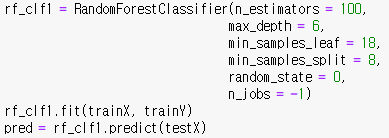 rf_clf1 = RandomForestClassifier(n_estimators = 100,
                                 max_depth = 6,
                                 min_samples_leaf = 18,
                                 min_samples_split = 8,
                                 random_state = 0,
                                 n_jobs = -1)
rf_clf1.fit(trainX, trainY)
pred = rf_clf1.predict(testX)